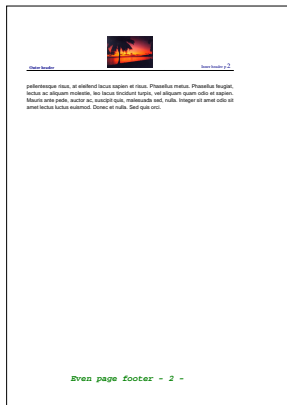 Outer header
Inner header p 2
pellentesque risus, at eleifend lacus sapien et risus. Phasellus metus. Phasellus feugiat,
lectus ac aliquam molestie, leo lacus tincidunt turpis, vel aliquam quam odio et sapien.
Mauris ante pede, auctor ac, suscipit quis, malesuada sed, nulla. Integer sit amet odio sit
amet lectus luctus euismod. Donec et nulla. Sed quis orci.
Even page footer - 2 -